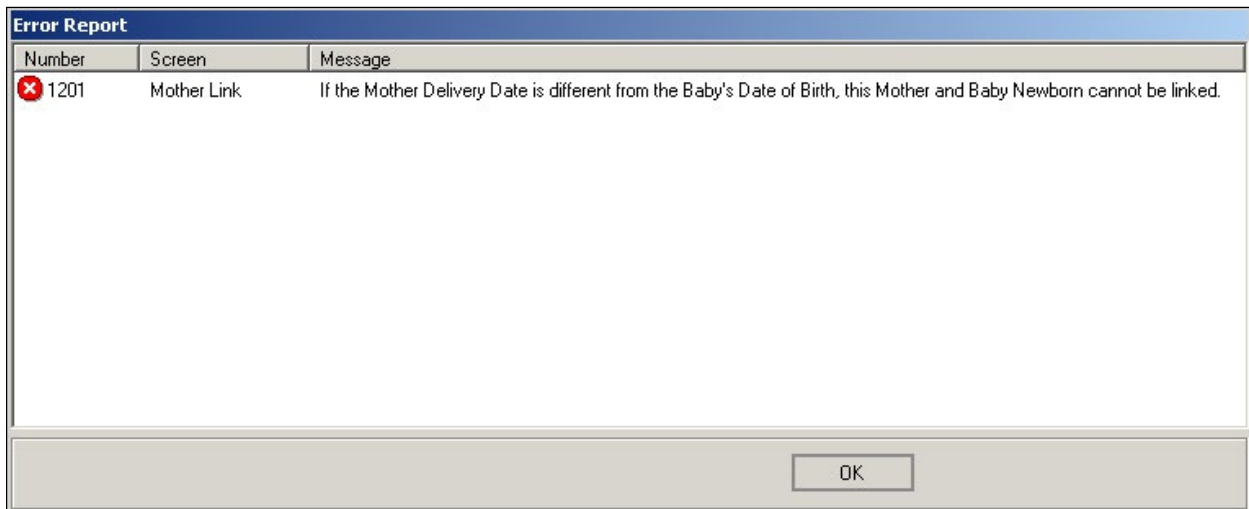 Error Report
Number Screen Message
1201 Mother Link If the Mother Delivery Date is different from the Baby's Date of Birth, this Mother and Baby Newborn cannot be linked.
OK